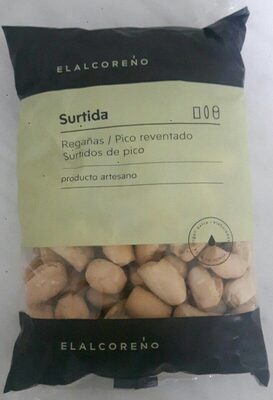 ELALCOREÑO
Surtida
Regañas / Pico reventado
Surtidos de pico
producto artesano
ELALCOREÑO